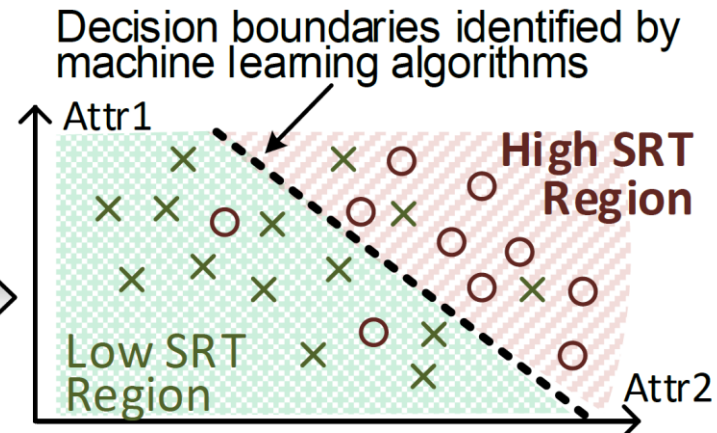 Decision boundaries identified by
machine learning algorithms
Attr1
High SRT
Region
Low SRT
Region
Attr2